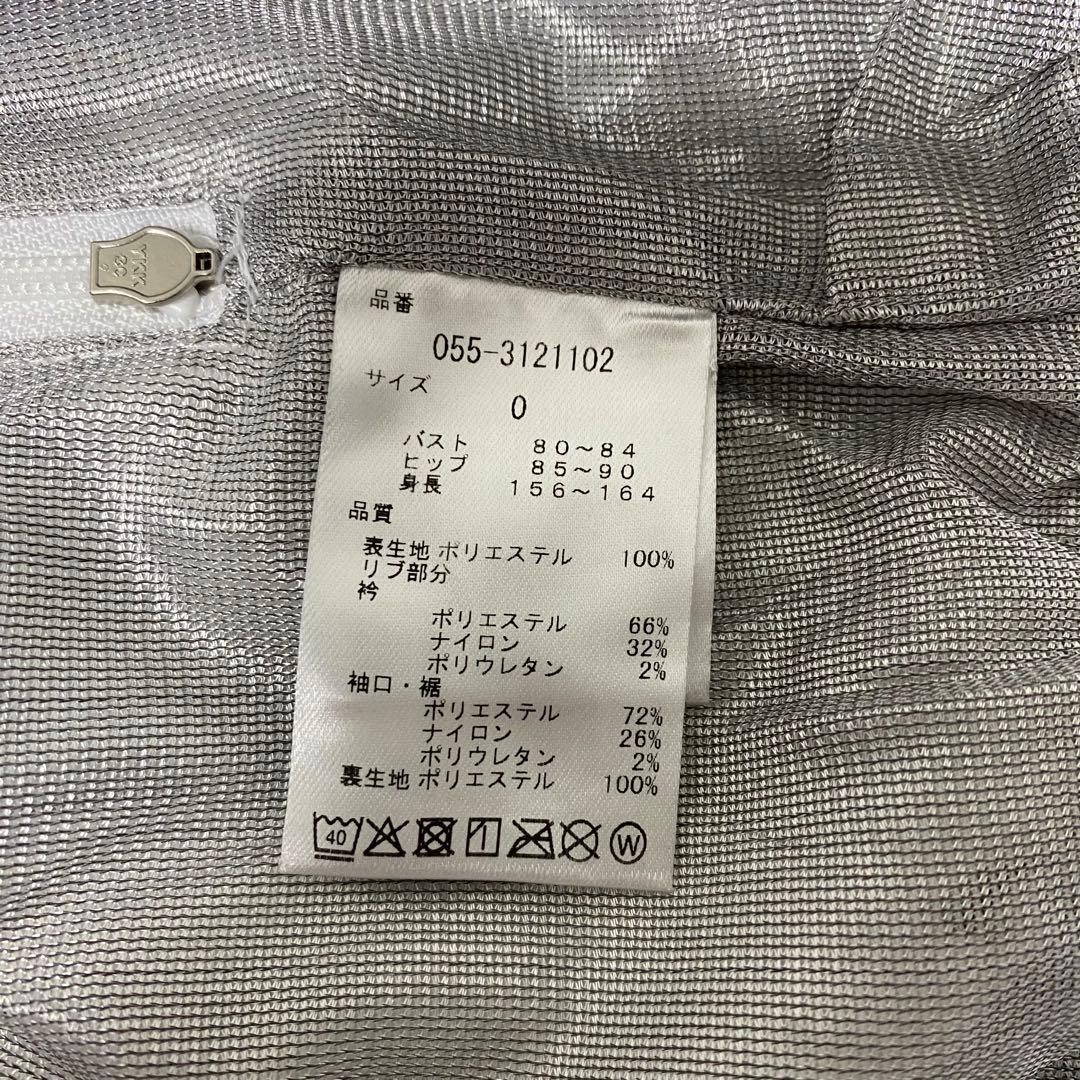 YKK
品番
055-3121102
サイズ
0
バスト 80~84
ヒップ 85~90
身長 156~164
品質
表生地 ポリエステル 100%
リブ部分
衿
ポリエステル 66%
ナイロン 32%
ポリウレタン 2%
袖口・裾
ポリエステル 72%
ナイロン 26%
ポリウレタン 2%
裏生地 ポリエステル 100%
40 W